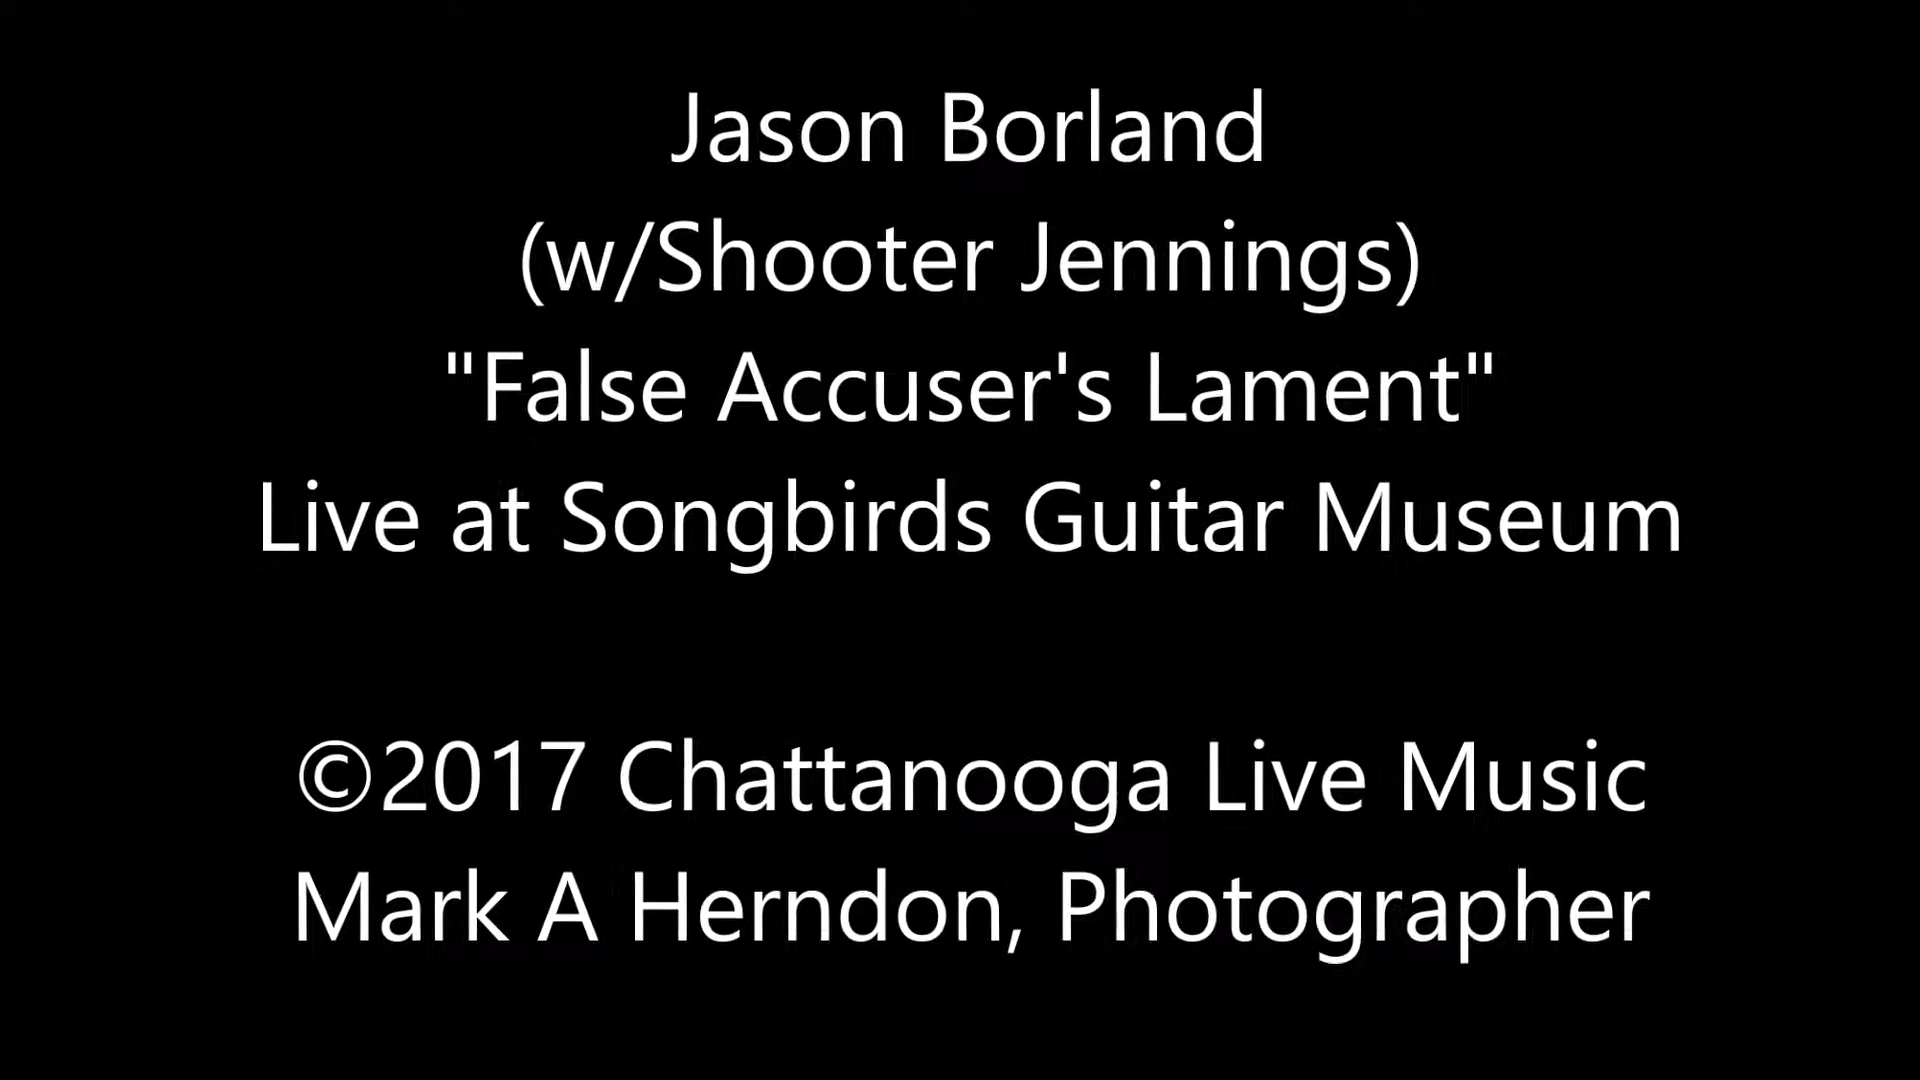 Jason Borland
(w/Shooter Jennings)
"False Accuser's Lament"
Live at Songbirds Guitar Museum
©2017 Chattanooga Live Music
Mark A Herndon, Photographer